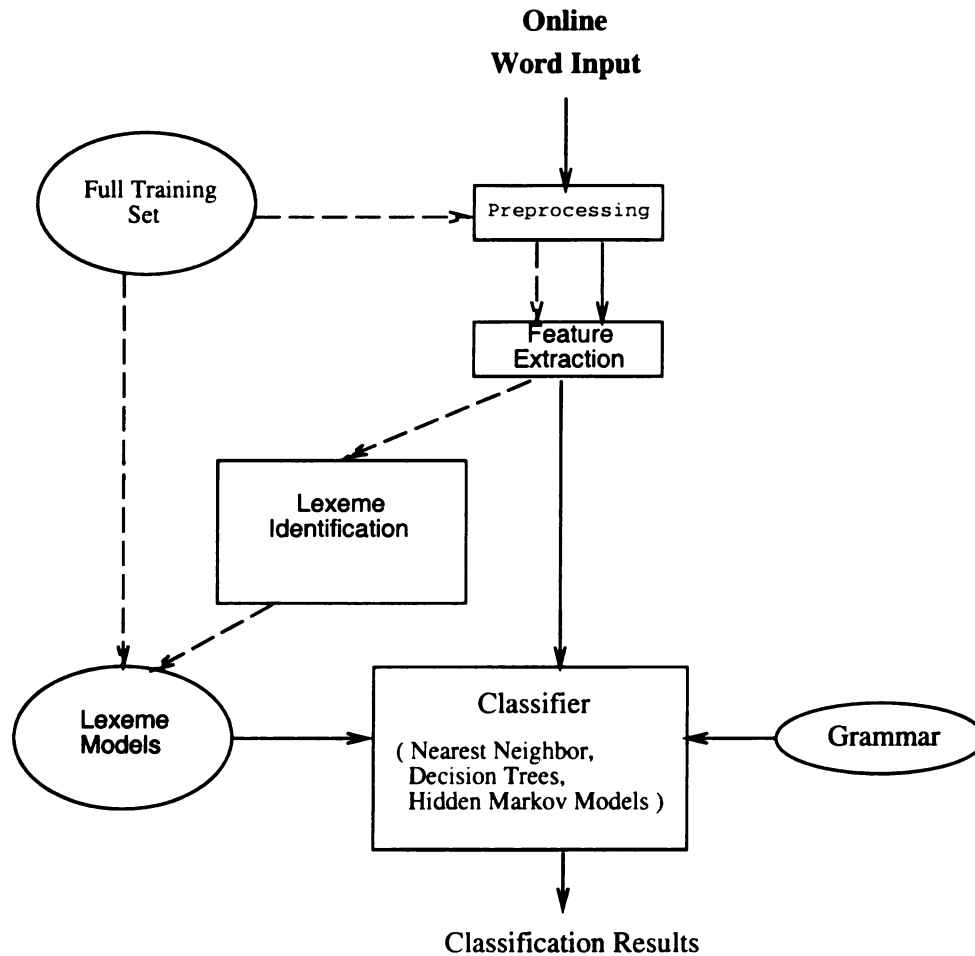 Online
Word Input
Full Training
Set
Preprocessing
Feature
Extraction
Lexeme
Identification
Lexeme
Models
Classifier
( Nearest Neighbor,
Decision Trees,
Hidden Markov Models )
Grammar
Classification Results